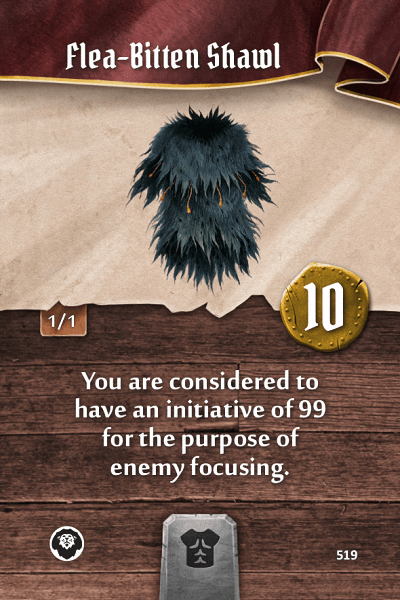 Flea-Bitten Shawl
1/1
10
You are considered to
have an initiative of 99
for the purpose of
enemy focusing.
519